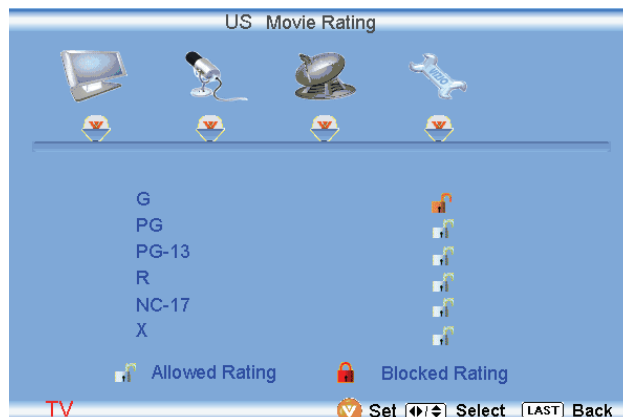 US Movie Rating
G
PG
PG-13
R
NC-17
X
Allowed Rating Blocked Rating
TV Set Select LAST Back